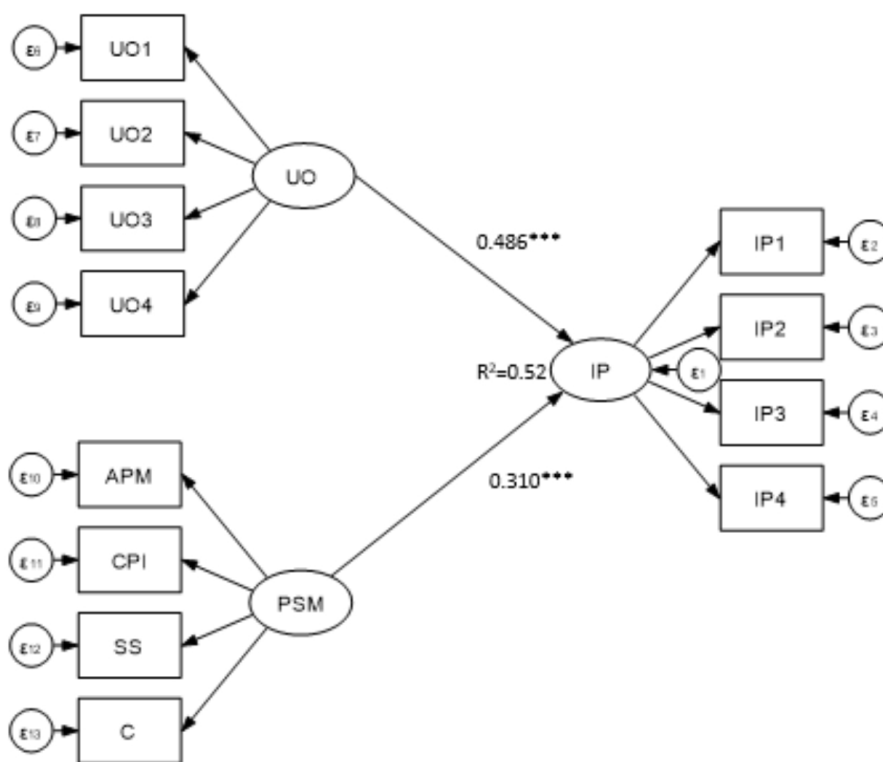 ε6
UO1
ε7
UO2
UO
ε8
UO3
ε9
UO4
0.486***
IP1
ε2
IP2
ε3
R²=0.52
IP
ε1
IP3
ε4
IP4
ε5
0.310***
ε10
APM
ε11
CPI
PSM
ε12
SS
ε13
C